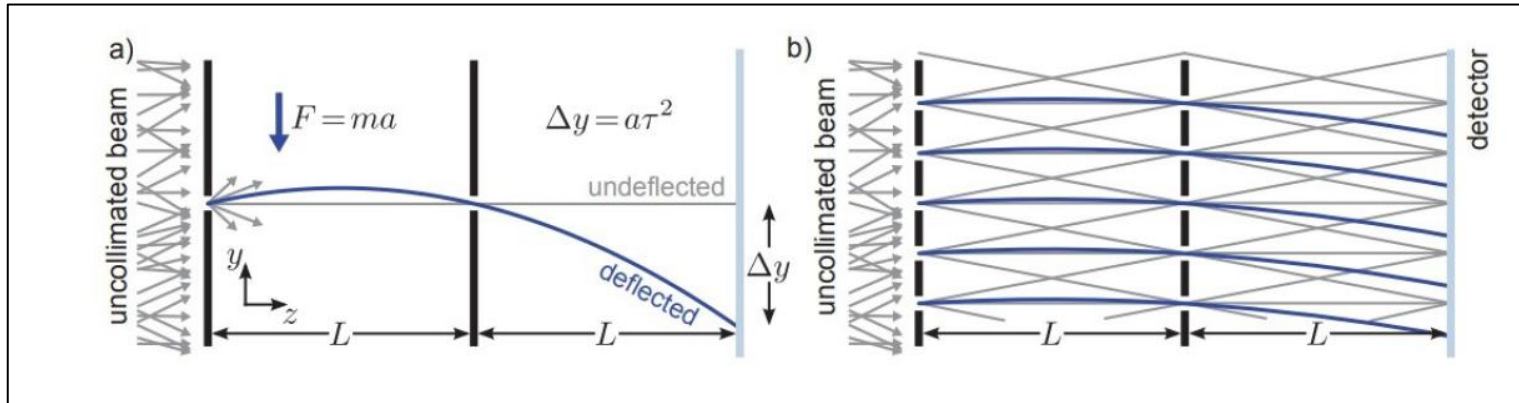 a)
uncollimated beam
F = ma
Δy = aτ²
undeflected
y
z
deflected
Δy
L
L
b)
uncollimated beam
detector
L
L